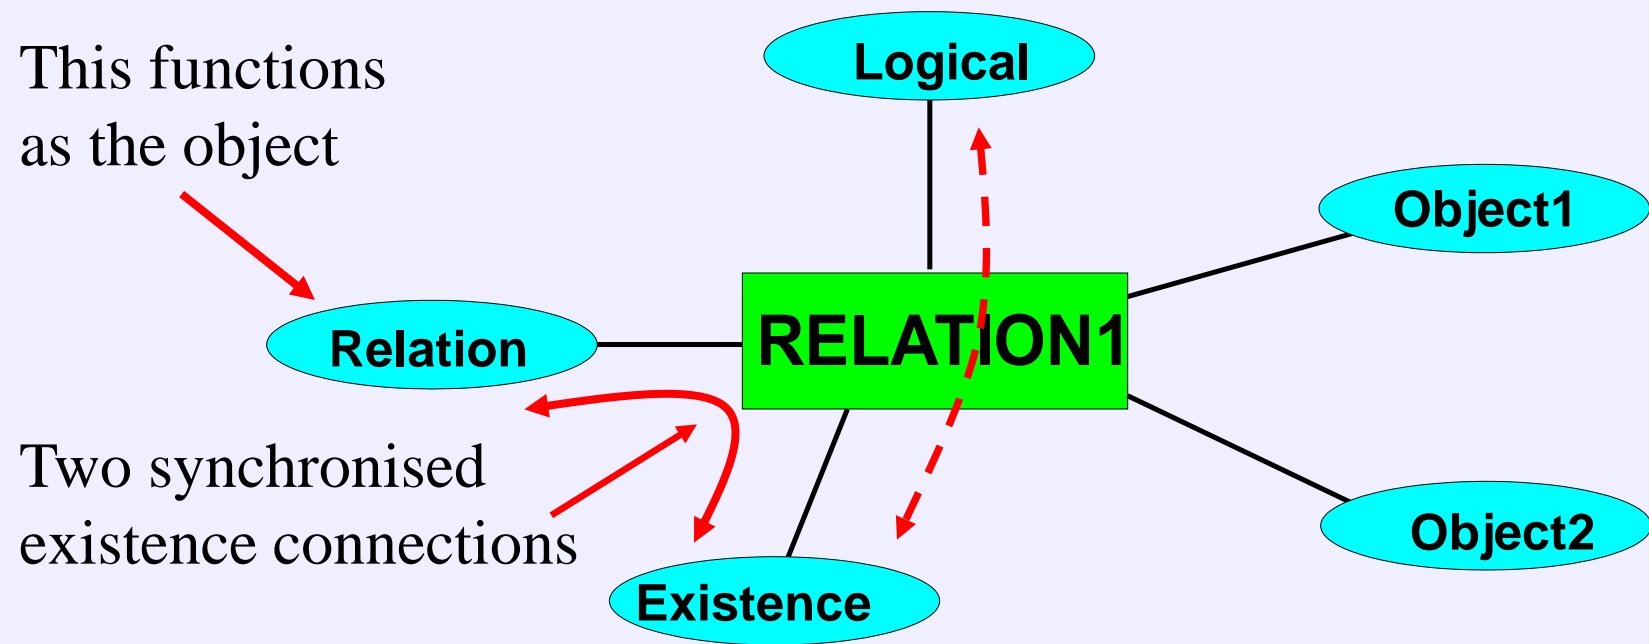 This functions
as the object
Logical
Object1
RELATION1
Relation
Two synchronised
existence connections
Object2
Existence